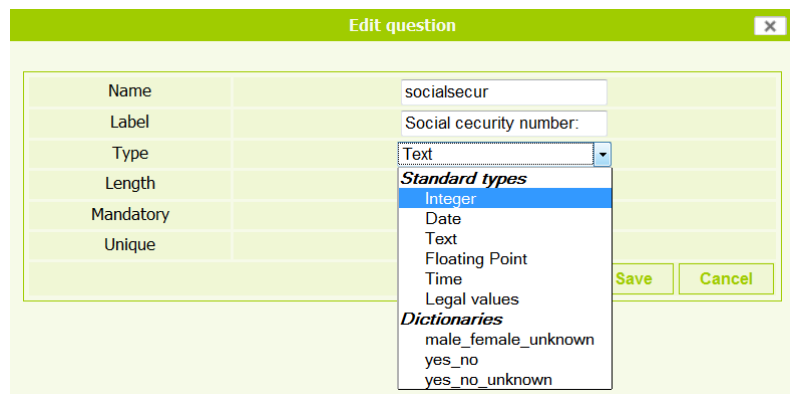 Edit question
Name socialsecur
Label Social cecurity number:
Type Text
Length Standard types
Integer
Mandatory Date
Text
Unique Floating Point
Time Save Cancel
Legal values
Dictionaries
male_female_unknown
yes_no
yes_no_unknown